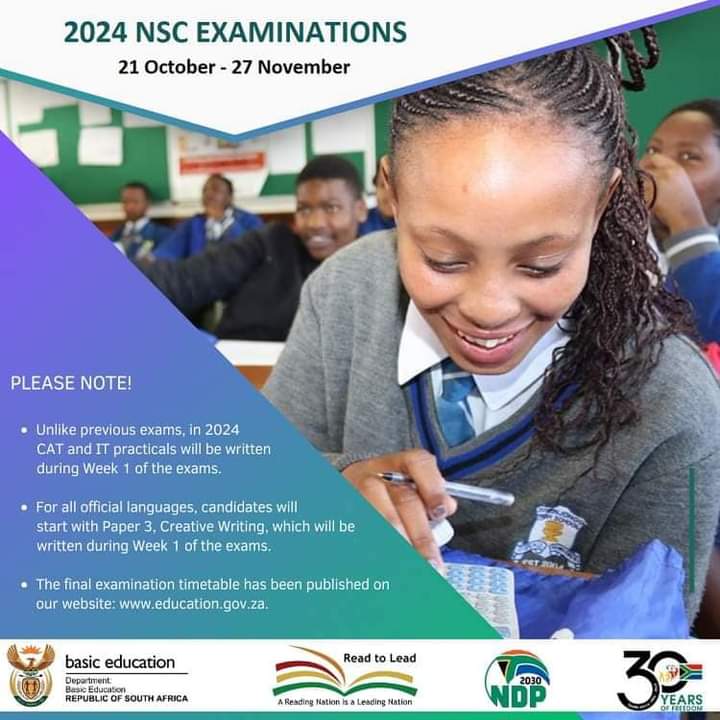 2024 NSC EXAMINATIONS
21 October - 27 November
PLEASE NOTE!
• Unlike previous exams, in 2024
CAT and IT practicals will be written
during Week 1 of the exams.
• For all official languages, candidates will
start with Paper 3, Creative Writing, which will be
written during Week 1 of the exams.
• The final examination timetable has been published on
our website: www.education.gov.za.
basic education
Department:
Basic Education
REPUBLIC OF SOUTH AFRICA
Read to Lead
A Reading Nation is a Leading Nation
2030
NDP
30
YEARS
OF FREEDOM